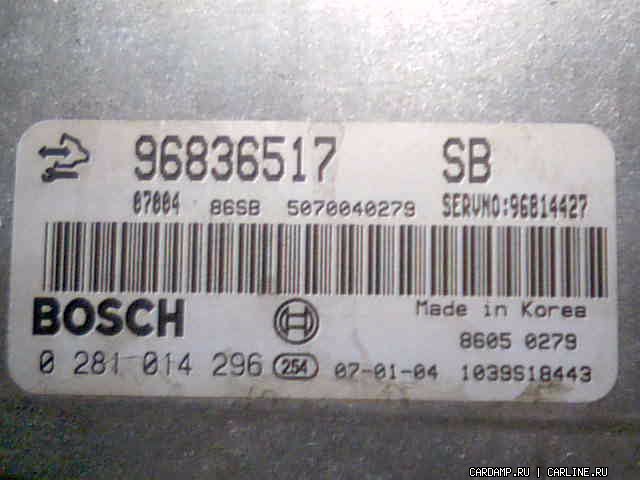 96836517 SB
07004 86SB 5070040279 SERVNO:96814427
BOSCH Made in Korea
8605 0279
0 281 014 296 254 07-01-04 1039S18443
CARDAMP.RU | CARLINE.RU